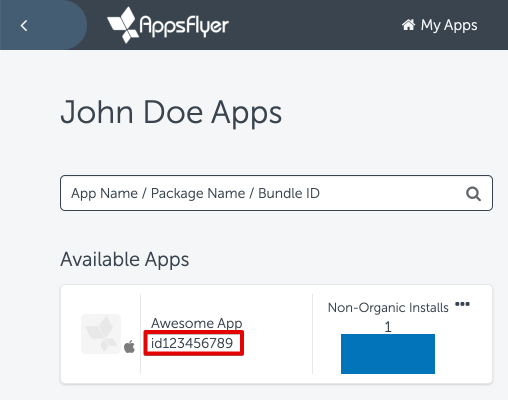 AppsFlyer
My Apps
John Doe Apps
App Name / Package Name / Bundle ID
Available Apps
Awesome App
id123456789
Non-Organic Installs
1